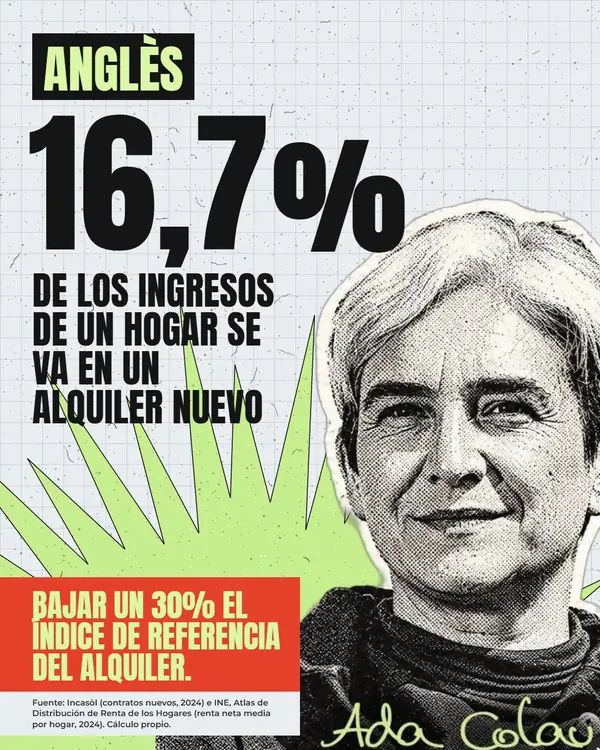 ANGLÈS
16,7%
DE LOS INGRESOS
DE UN HOGAR SE
VA EN UN
ALQUILER NUEVO
BAJAR UN 30% EL
ÍNDICE DE REFERENCIA
DEL ALQUILER.
Fuente: Incasòl (contratos nuevos, 2024) e INE, Atlas de
Distribución de Renta de los Hogares (renta neta media
por hogar, 2024). Cálculo propio.
Ada Colau